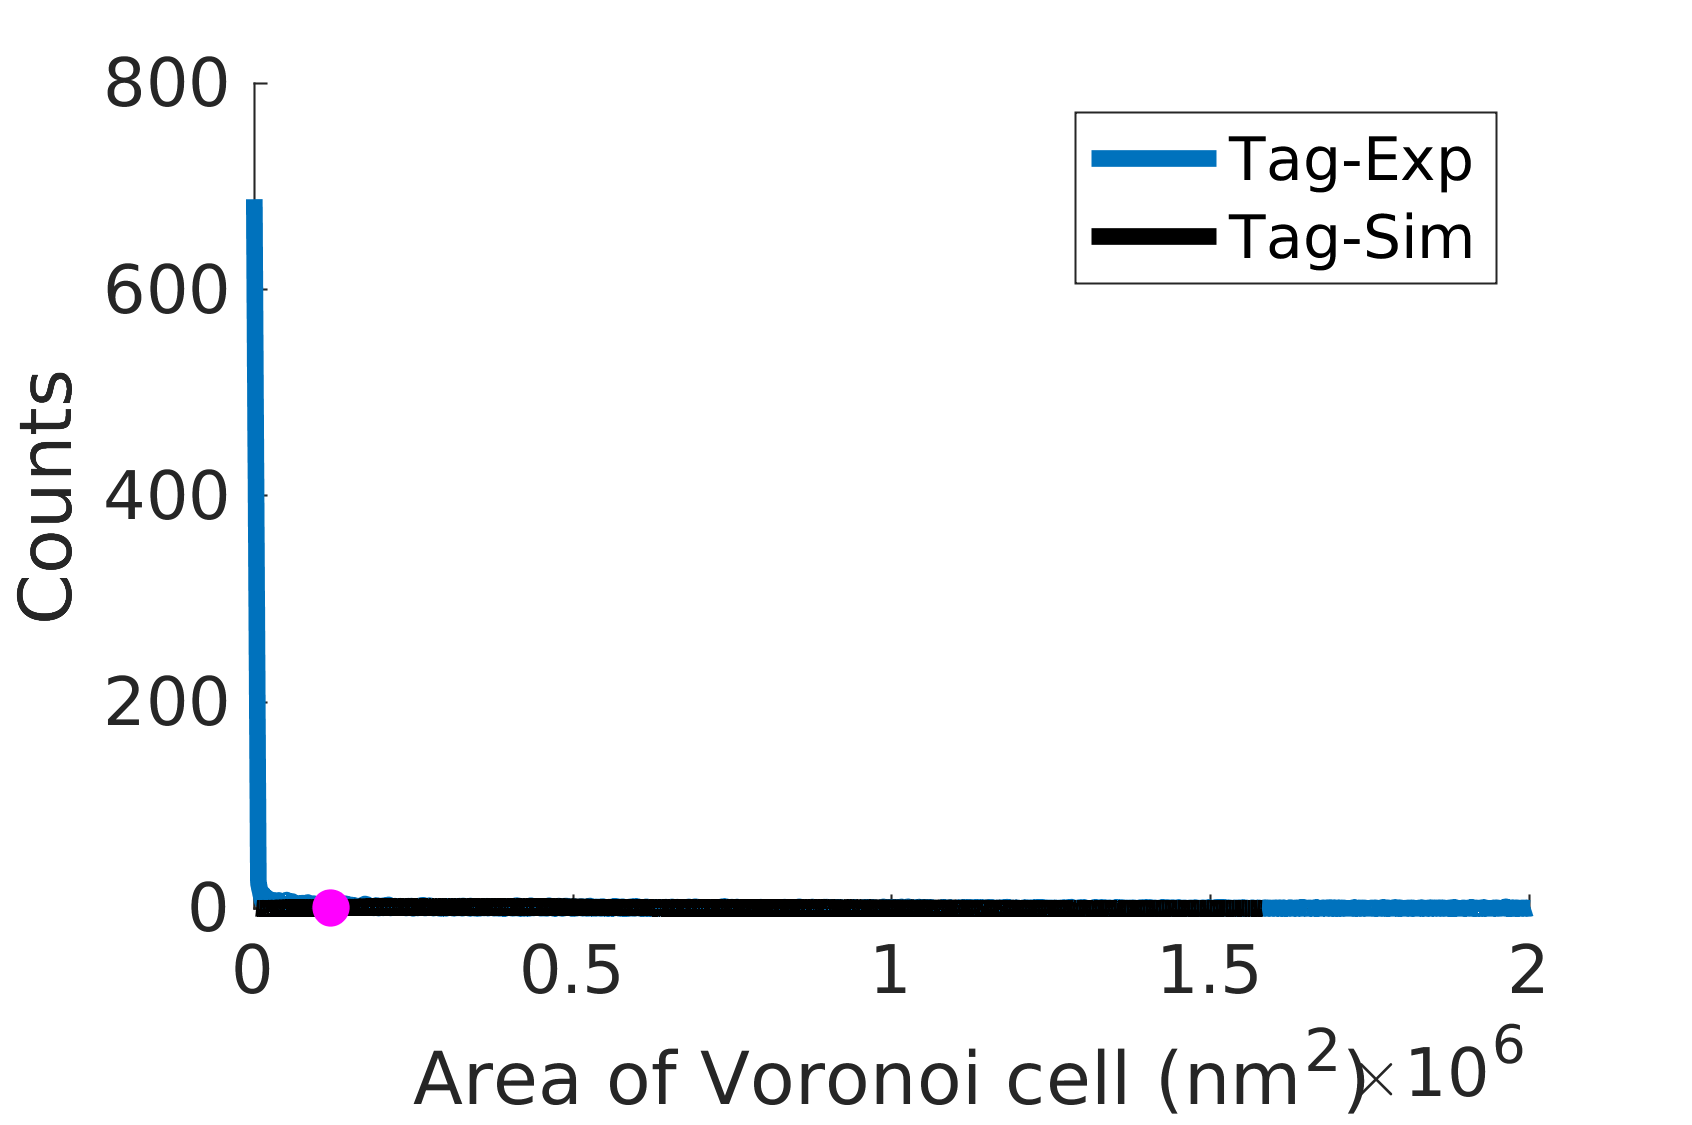 800
600
400
200
0
Counts
Tag-Exp
Tag-Sim
0 0.5 1 1.5 2
Area of Voronoi cell (nm²)
×10⁶